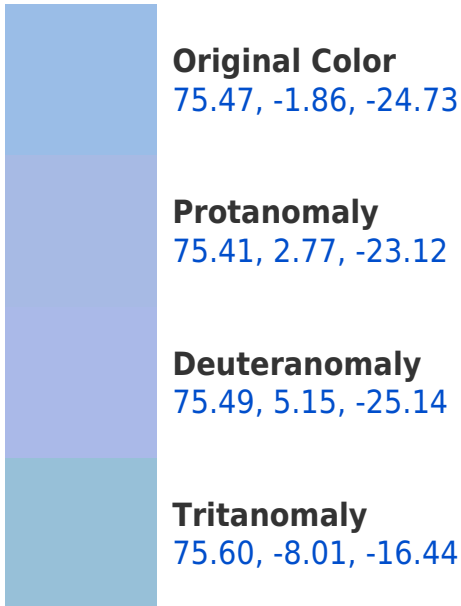 Original Color
75.47, -1.86, -24.73
Protanomaly
75.41, 2.77, -23.12
Deuteranomaly
75.49, 5.15, -25.14
Tritanomaly
75.60, -8.01, -16.44